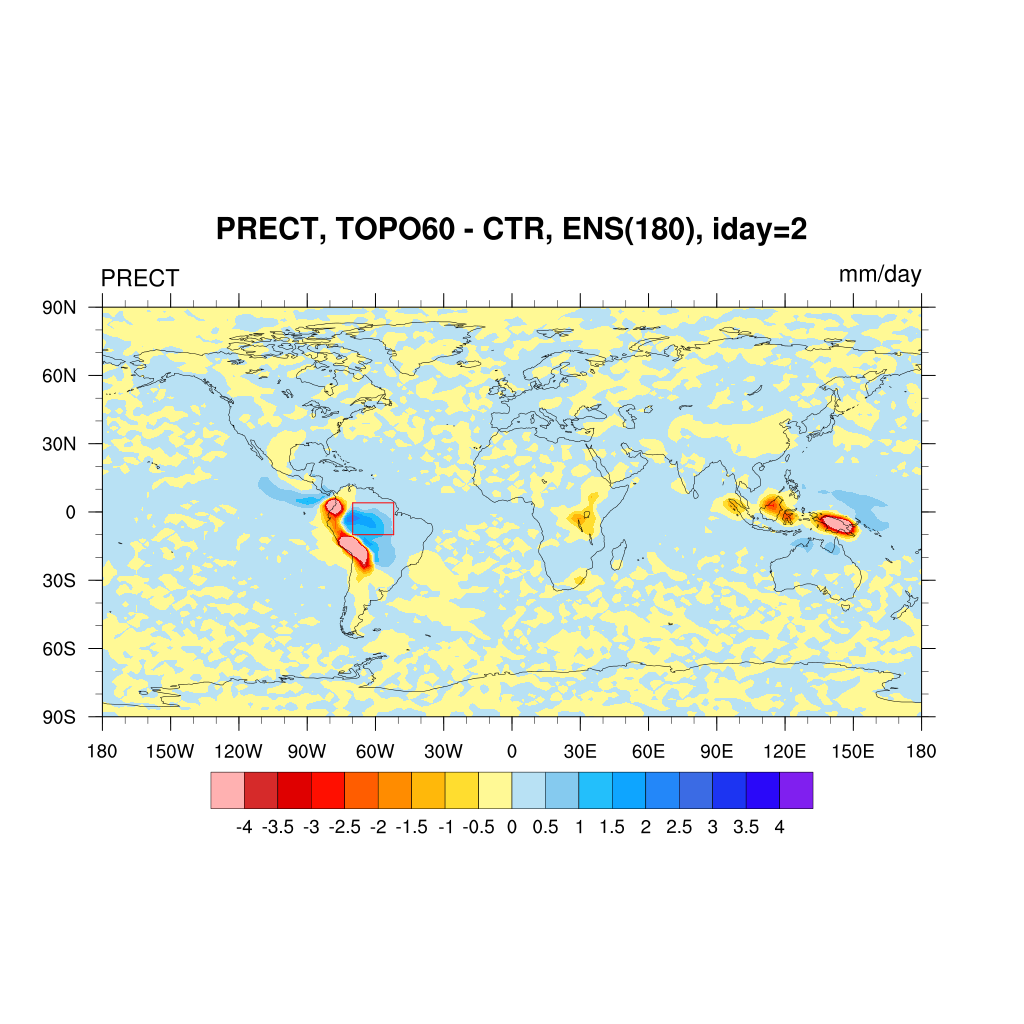 PRECT, TOPO60 - CTR, ENS(180), iday=2
PRECT mm/day
90N
60N
30N
0
30S
60S
90S
180 150W 120W 90W 60W 30W 0 30E 60E 90E 120E 150E 180
-4 -3.5 -3 -2.5 -2 -1.5 -1 -0.5 0 0.5 1 1.5 2 2.5 3 3.5 4